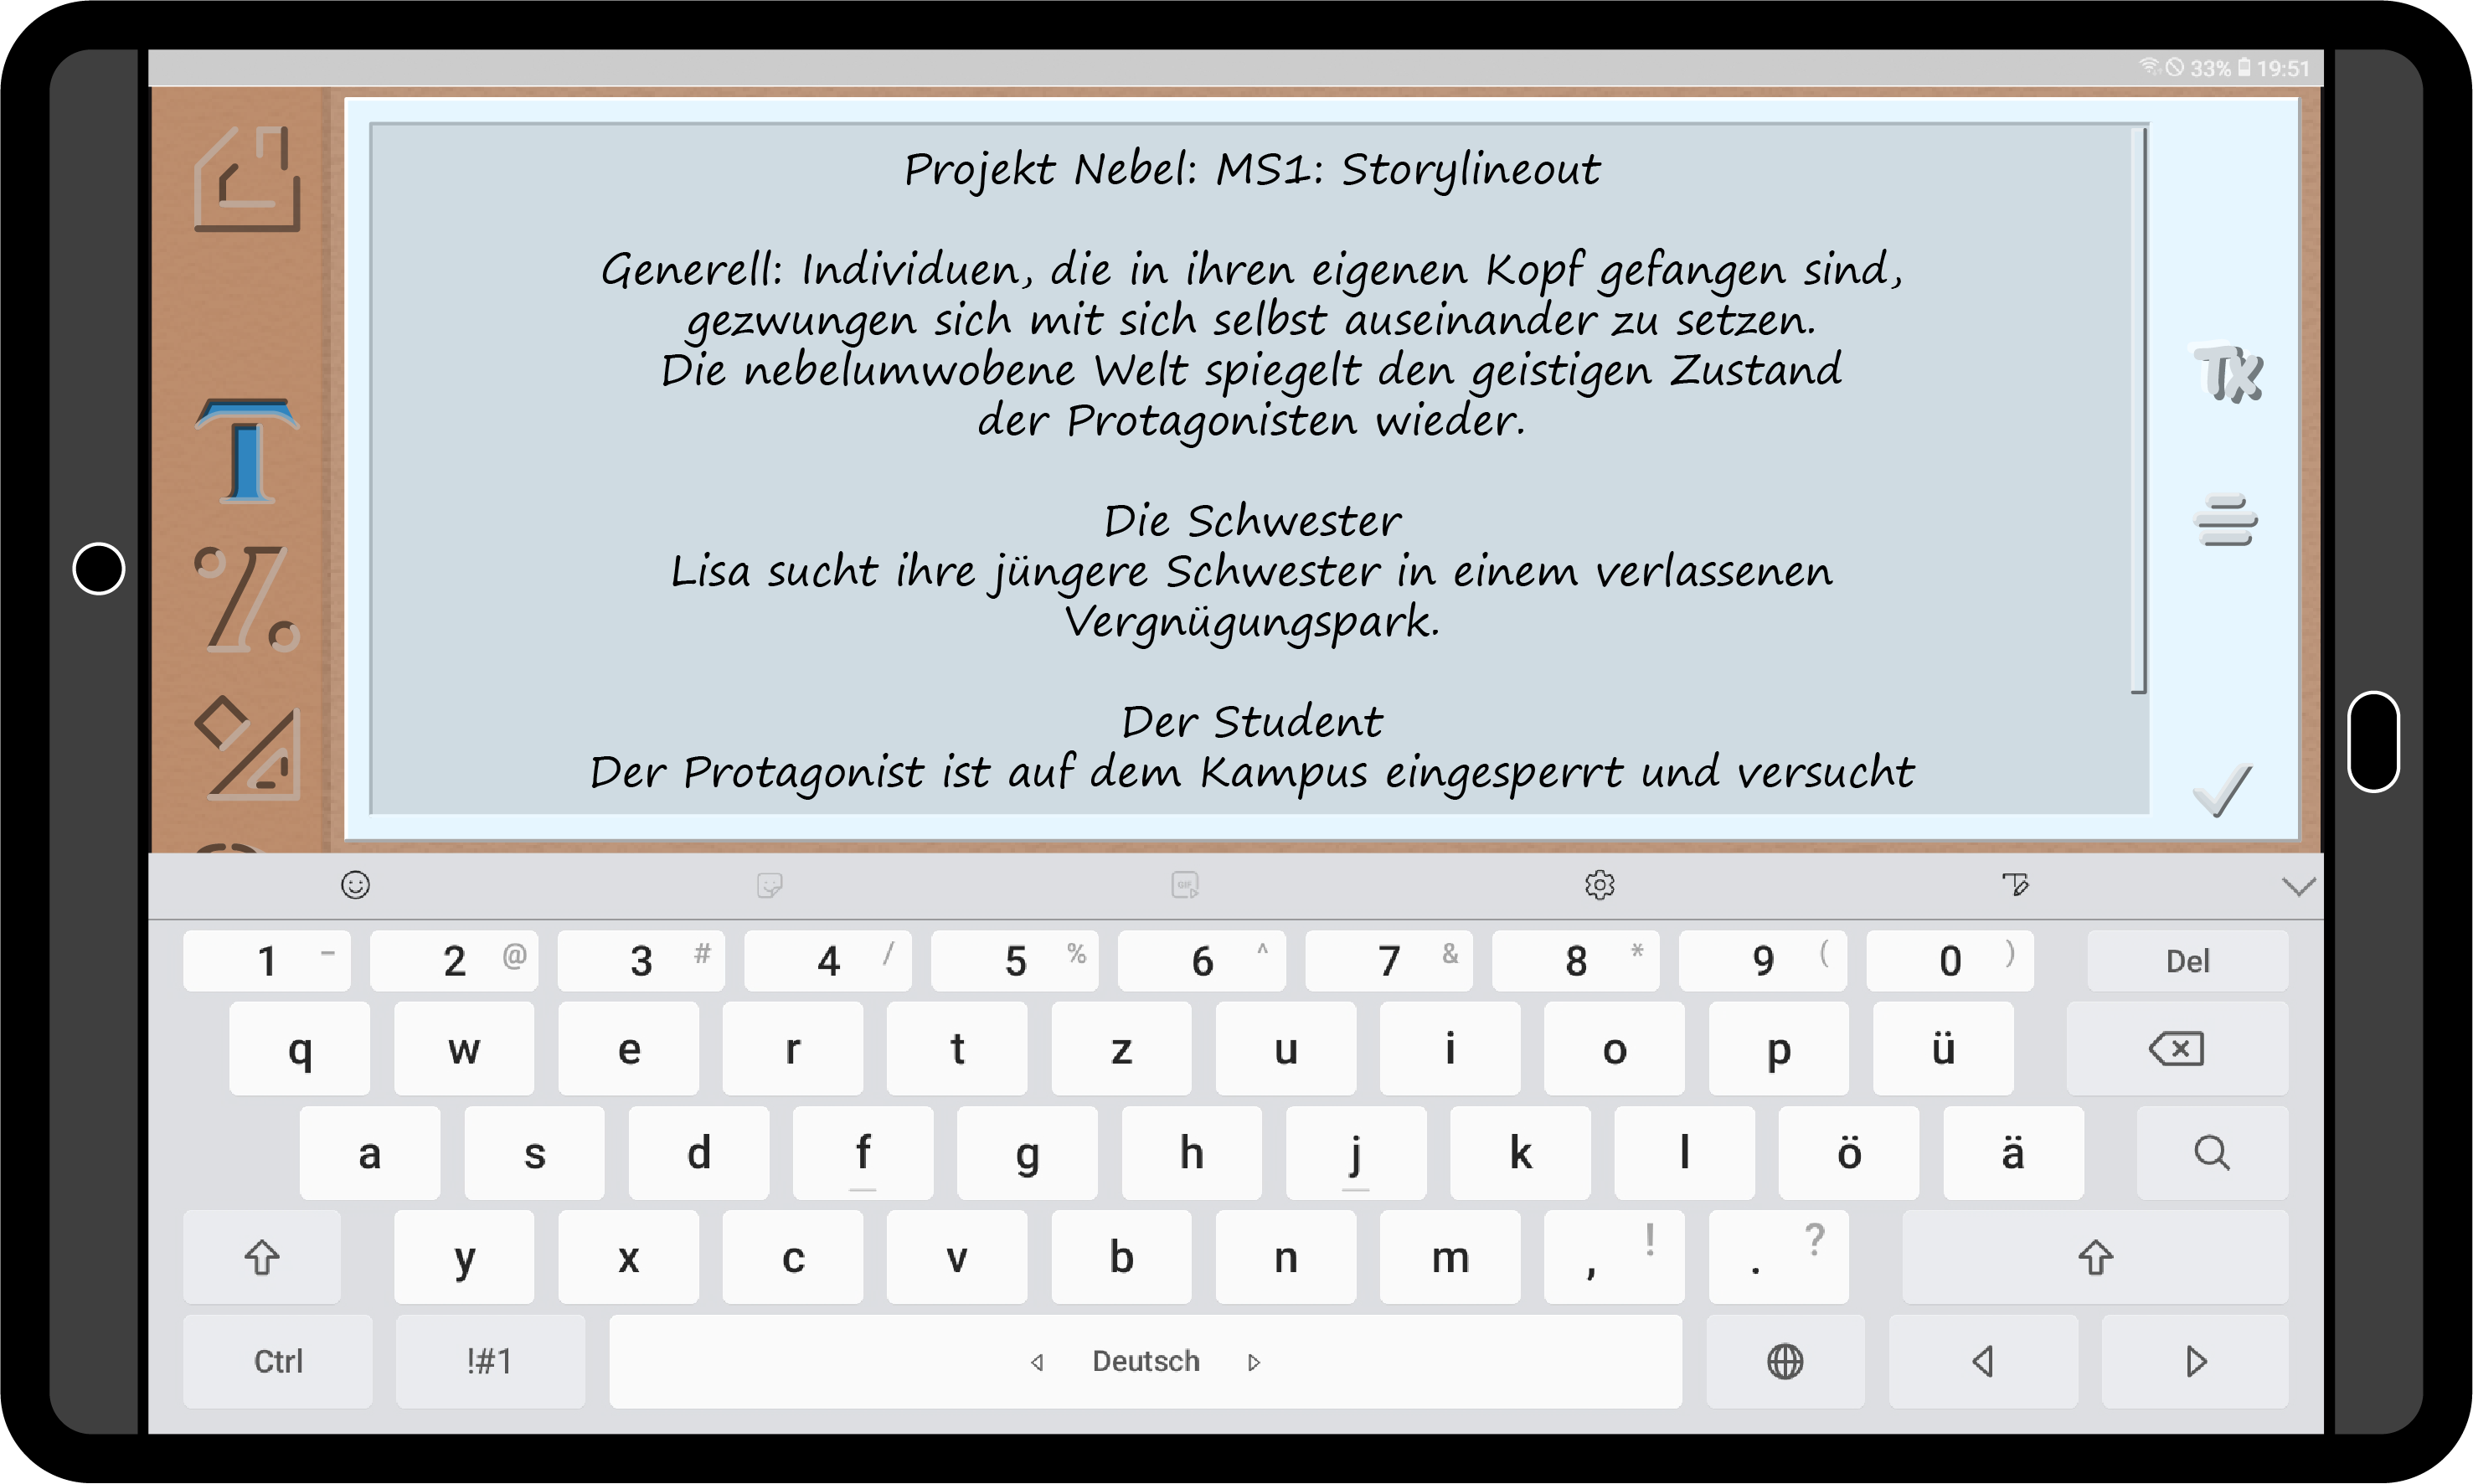 33% 19:51
Projekt Nebel: MS1: Storylineout
Generell: Individuen, die in ihren eigenen Kopf gefangen sind,
gezwungen sich mit sich selbst auseinander zu setzen.
Die nebelumwobene Welt spiegelt den geistigen Zustand
der Protagonisten wieder.
Die Schwester
Lisa sucht ihre jüngere Schwester in einem verlassenen
Vergnügungspark.
Der Student
Der Protagonist ist auf dem Kampus eingesperrt und versucht
T
Tx
GIF
1 - 2 @ 3 # 4 / 5 % 6 ^ 7 & 8 * 9 ( 0 ) Del
q w e r t z u i o p ü
a s d f g h j k l ö ä
y x c v b n m , ! . ?
Ctrl !#1 Deutsch